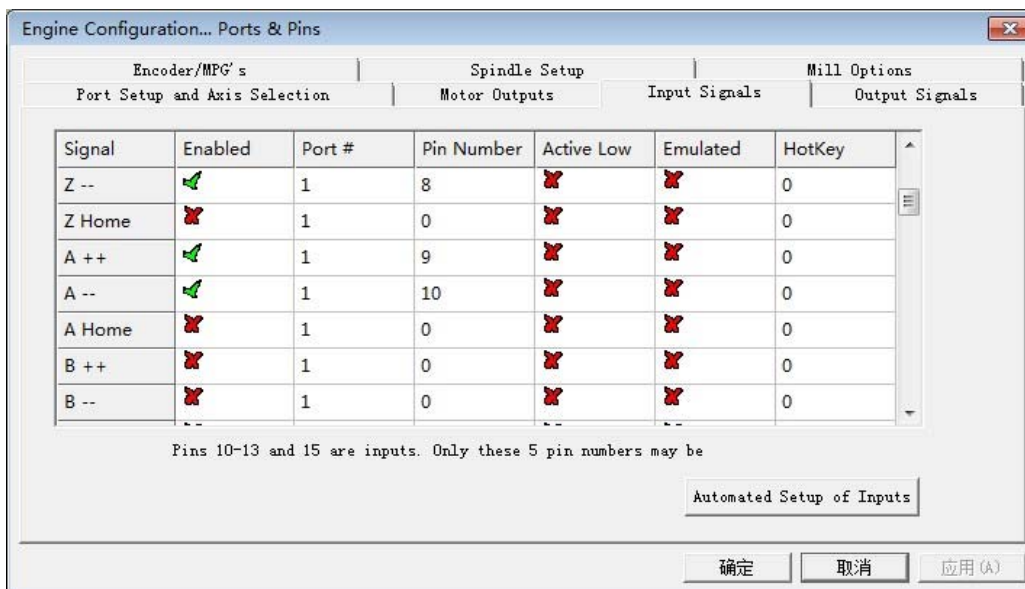 Engine Configuration... Ports & Pins
Encoder/MPG's Spindle Setup Mill Options
Port Setup and Axis Selection Motor Outputs Input Signals Output Signals
Signal Enabled Port # Pin Number Active Low Emulated HotKey
Z -- 1 8 0
Z Home 1 0 0
A ++ 1 9 0
A -- 1 10 0
A Home 1 0 0
B ++ 1 0 0
B -- 1 0 0
Pins 10-13 and 15 are inputs. Only these 5 pin numbers may be
Automated Setup of Inputs
确定 取消 应用(A)